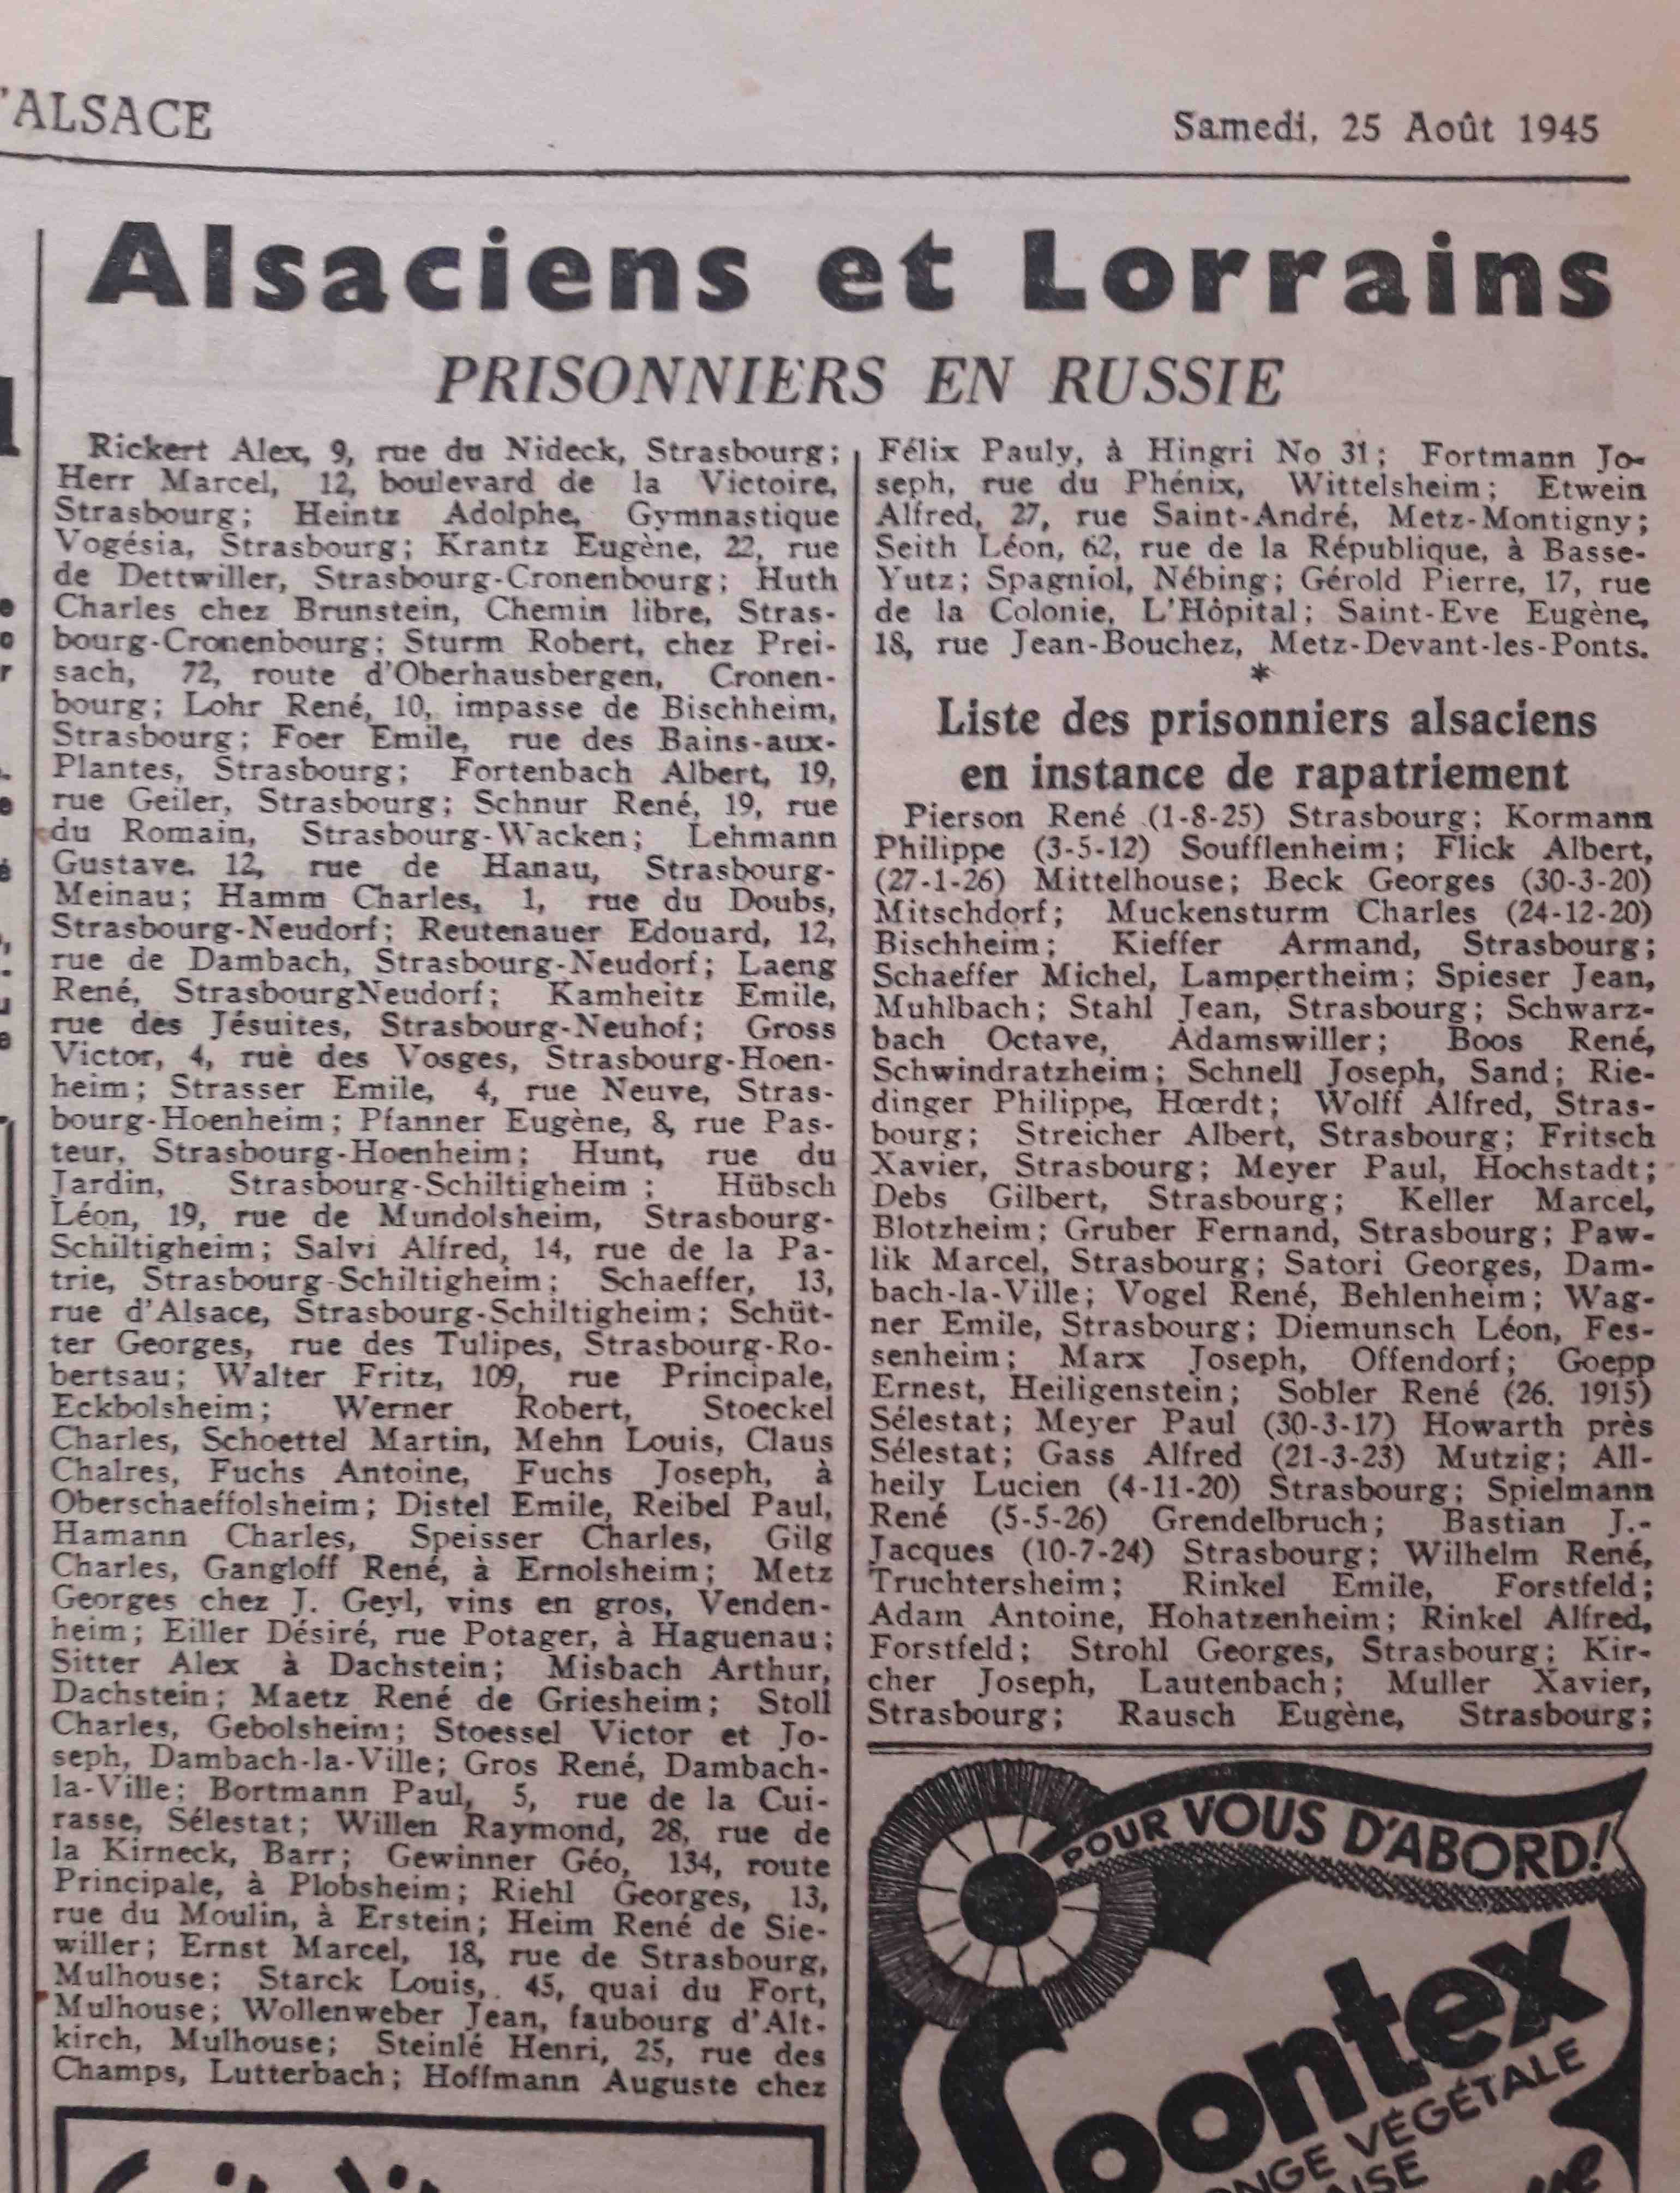 'ALSACE
Samedi, 25 Août 1945
Alsaciens et Lorrains
PRISONNIERS EN RUSSIE
Rickert Alex, 9, rue du Nideck, Strasbourg;
Herr Marcel, 12, boulevard de la Victoire,
Strasbourg; Heintz Adolphe, Gymnastique
Vogésia, Strasbourg; Krantz Eugène, 22, rue
de Dettwiller, Strasbourg-Cronenbourg; Huth
Charles chez Brunstein, Chemin libre, Stras-
bourg-Cronenbourg; Sturm Robert, chez Prei-
sach, 72, route d'Oberhausbergen, Cronen-
bourg; Lohr René, 10, impasse de Bischheim,
Strasbourg; Foer Emile, rue des Bains-aux-
Plantes, Strasbourg; Fortenbach Albert, 19,
rue Geiler, Strasbourg; Schnur René, 19, rue
du Romain, Strasbourg-Wacken; Lehmann
Gustave. 12, rue de Hanau, Strasbourg-
Meinau; Hamm Charles, 1, rue du Doubs,
Strasbourg-Neudorf; Reutenauer Edouard, 12,
rue de Dambach, Strasbourg-Neudorf; Laeng
René, StrasbourgNeudorf; Kamheitz Emile,
rue des Jésuites, Strasbourg-Neuhof; Gross
Victor, 4, ruè des Vosges, Strasbourg-Hoen-
heim; Strasser Emile, 4, rue Neuve, Stras-
bourg-Hoenheim; Pfanner Eugène, 8, rue Pas-
teur, Strasbourg-Hoenheim; Hunt, rue du
Jardin, Strasbourg-Schiltigheim; Hübsch
Léon, 19, rue de Mundolsheim, Strasbourg-
Schiltigheim; Salvi Alfred, 14, rue de la Pa-
trie, Strasbourg-Schiltigheim; Schaeffer, 13,
rue d'Alsace, Strasbourg-Schiltigheim; Schüt-
ter Georges, rue des Tulipes, Strasbourg-Ro-
bertsau; Walter Fritz, 109, rue Principale,
Eckbolsheim; Werner Robert, Stoeckel
Charles, Schoettel Martin, Mehn Louis, Claus
Chalres, Fuchs Antoine, Fuchs Joseph, à
Oberschaeffolsheim; Distel Emile, Reibel Paul,
Hamann Charles, Speisser Charles, Gilg
Charles, Gangloff René, à Ernolsheim; Metz
Georges chez J. Geyl, vins en gros, Venden-
heim; Eiller Désiré, rue Potager, à Haguenau;
Sitter Alex à Dachstein; Misbach Arthur,
Dachstein; Maetz René de Griesheim; Stoll
Charles, Gebolsheim; Stoessel Victor et Jo-
seph, Dambach-la-Ville; Gros René, Dambach-
la-Ville; Bortmann Paul, 5, rue de la Cui-
rasse, Sélestat; Willen Raymond, 28, rue de
la Kirneck, Barr; Gewinner Géo, 134, route
Principale, à Plobsheim; Riehl Georges, 13,
rue du Moulin, à Erstein; Heim René de Sie-
willer; Ernst Marcel, 18, rue de Strasbourg,
Mulhouse; Starck Louis, 45, quai du Fort,
Mulhouse; Wollenweber Jean, faubourg d'Alt-
kirch, Mulhouse; Steinlé Henri, 25, rue des
Champs, Lutterbach; Hoffmann Auguste chez
Félix Pauly, à Hingri No 31; Fortmann Jo-
seph, rue du Phénix, Wittelsheim; Etwein
Alfred, 27, rue Saint-André, Metz-Montigny;
Seith Léon, 62, rue de la République, à Basse-
Yutz; Spagniol, Nébing; Gérold Pierre, 17, rue
de la Colonie, L'Hôpital; Saint-Eve Eugène,
18, rue Jean-Bouchez, Metz-Devant-les-Ponts.
*
Liste des prisonniers alsaciens
en instance de rapatriement
Pierson René (1-8-25) Strasbourg; Kormann
Philippe (3-5-12) Soufflenheim; Flick Albert,
(27-1-26) Mittelhouse; Beck Georges (30-3-20)
Mitschdorf; Muckensturm Charles (24-12-20)
Bischheim; Kieffer Armand, Strasbourg;
Schaeffer Michel, Lampertheim; Spieser Jean,
Muhlbach; Stahl Jean, Strasbourg; Schwarz-
bach Octave, Adamswiller; Boos René,
Schwindratzheim; Schnell Joseph, Sand; Rie-
dinger Philippe, Hœrdt; Wolff Alfred, Stras-
bourg; Streicher Albert, Strasbourg; Fritsch
Xavier, Strasbourg; Meyer Paul, Hochstadt;
Debs Gilbert, Strasbourg; Keller Marcel,
Blotzheim; Gruber Fernand, Strasbourg; Paw-
lik Marcel, Strasbourg; Satori Georges, Dam-
bach-la-Ville; Vogel René, Behlenheim; Wag-
ner Emile, Strasbourg; Diemunsch Léon, Fes-
senheim; Marx Joseph, Offendorf; Goepp
Ernest, Heiligenstein; Sobler René (26. 1915)
Sélestat; Meyer Paul (30-3-17) Howarth près
Sélestat; Gass Alfred (21-3-23) Mutzig; All-
heily Lucien (4-11-20) Strasbourg; Spielmann
René (5-5-26) Grendelbruch; Bastian J.-
Jacques (10-7-24) Strasbourg; Wilhelm René,
Truchtersheim; Rinkel Emile, Forstfeld;
Adam Antoine, Hohatzenheim; Rinkel Alfred,
Forstfeld; Strohl Georges, Strasbourg; Kir-
cher Joseph, Lautenbach; Muller Xavier,
Strasbourg; Rausch Eugène, Strasbourg;
POUR VOUS D'ABORD!
Spontex
VÉGÉTALE